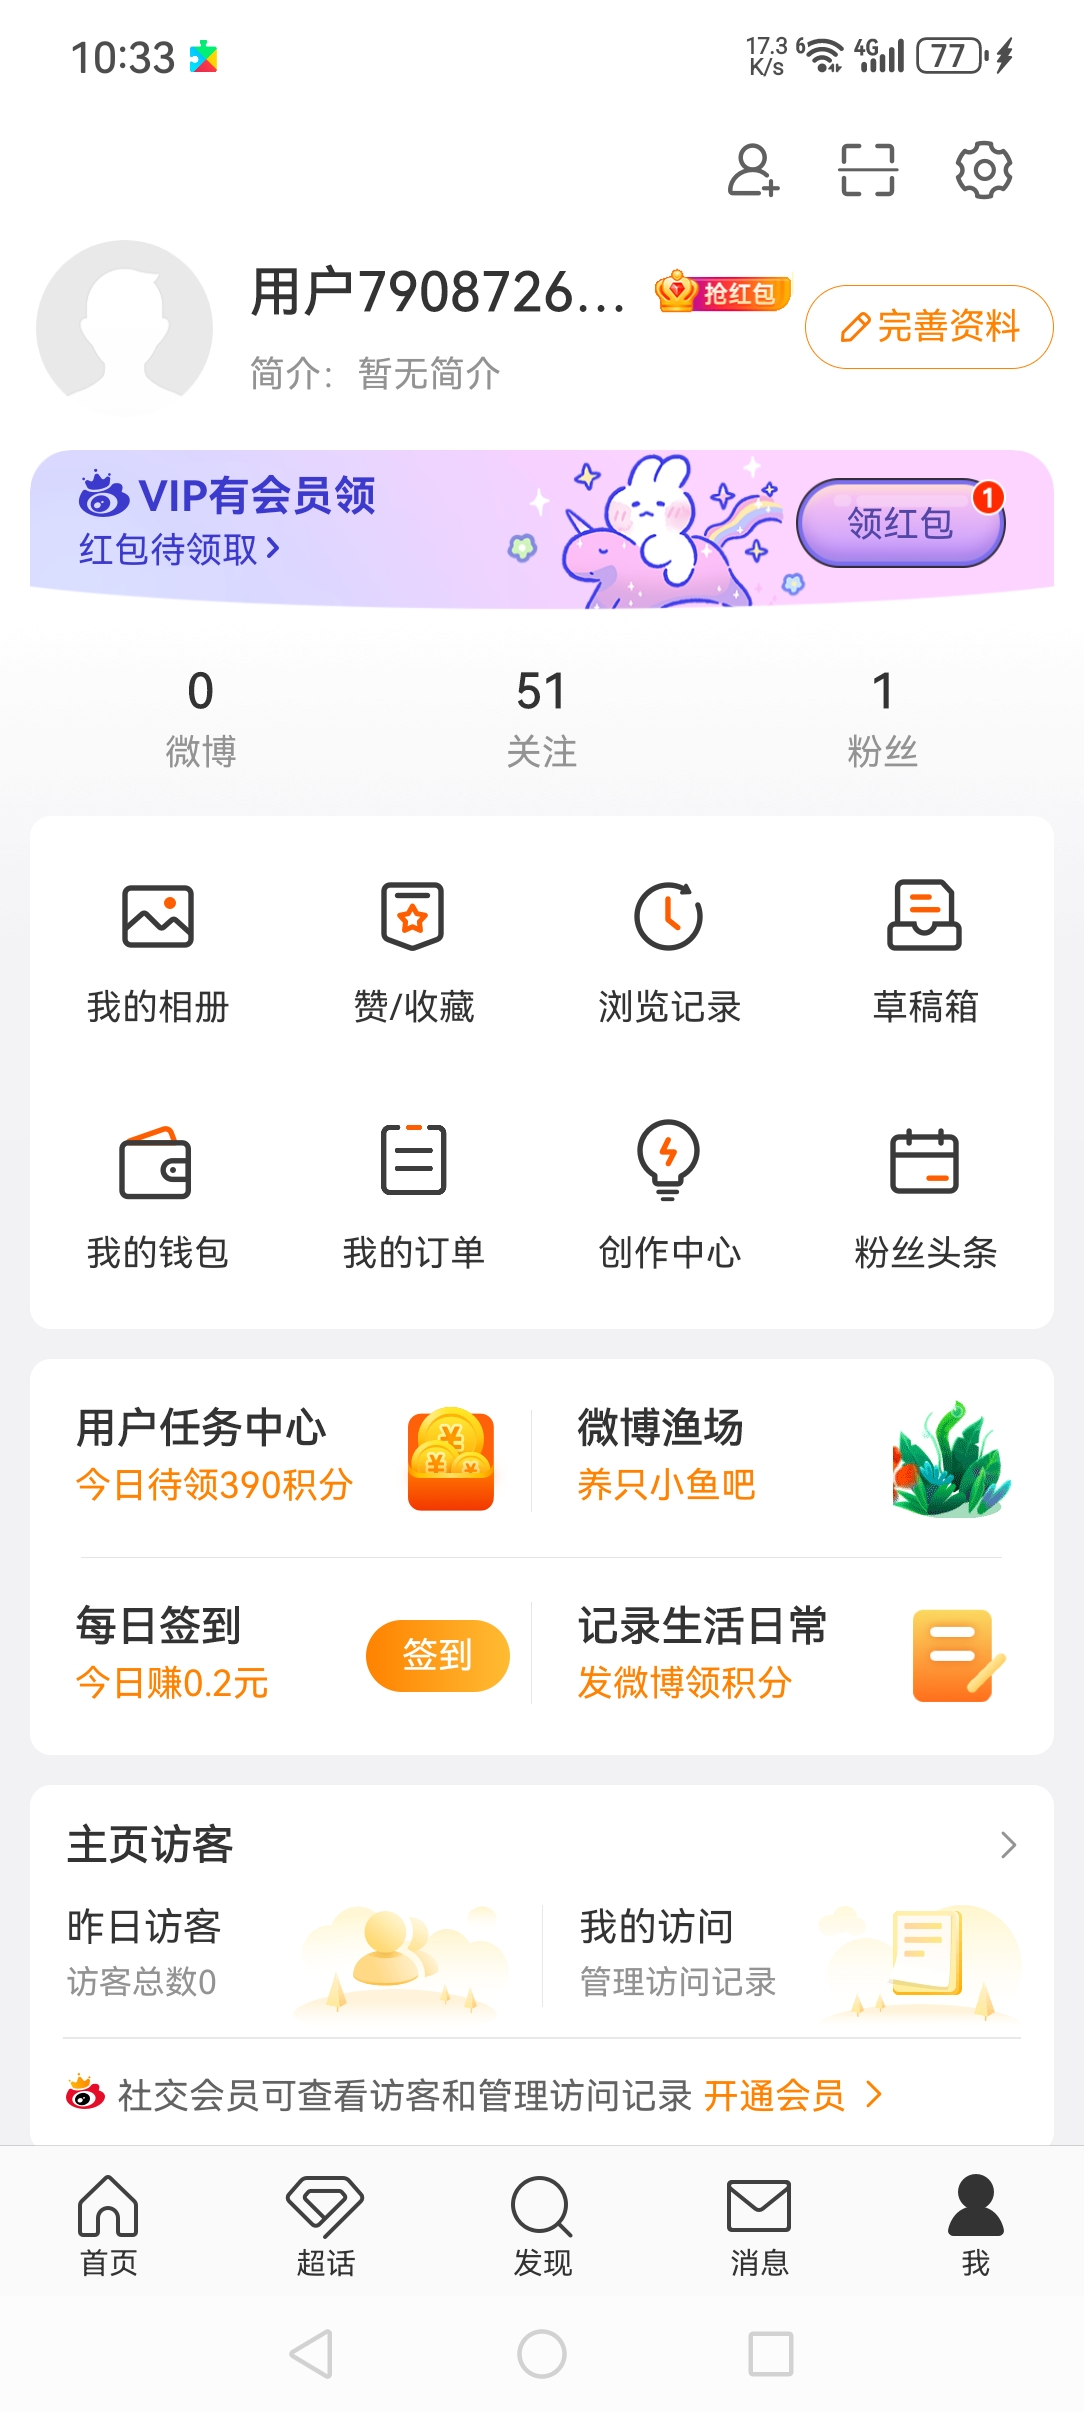 10:33
17.3 K/s
6
4G
77
用户7908726...
抢红包
完善资料
简介：暂无简介
VIP有会员领
红包待领取
领红包
1
0
51
1
微博
关注
粉丝
我的相册
赞/收藏
浏览记录
草稿箱
我的钱包
我的订单
创作中心
粉丝头条
用户任务中心
今日待领390积分
微博渔场
养只小鱼吧
每日签到
今日赚0.2元
签到
记录生活日常
发微博领积分
主页访客
昨日访客
访客总数0
我的访问
管理访问记录
社交会员可查看访客和管理访问记录 开通会员
首页
超话
发现
消息
我